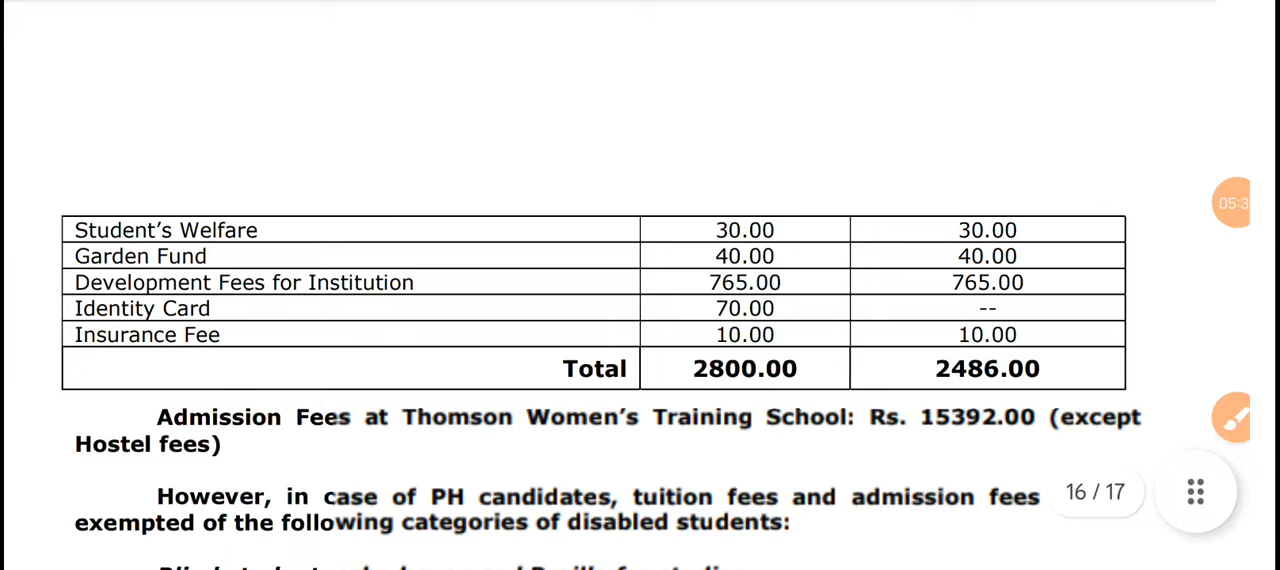 Student’s Welfare 30.00 30.00
Garden Fund 40.00 40.00
Development Fees for Institution 765.00 765.00
Identity Card 70.00 --
Insurance Fee 10.00 10.00
Total 2800.00 2486.00
Admission Fees at Thomson Women’s Training School: Rs. 15392.00 (except
Hostel fees)
However, in case of PH candidates, tuition fees and admission fees
exempted of the following categories of disabled students:
16 / 17